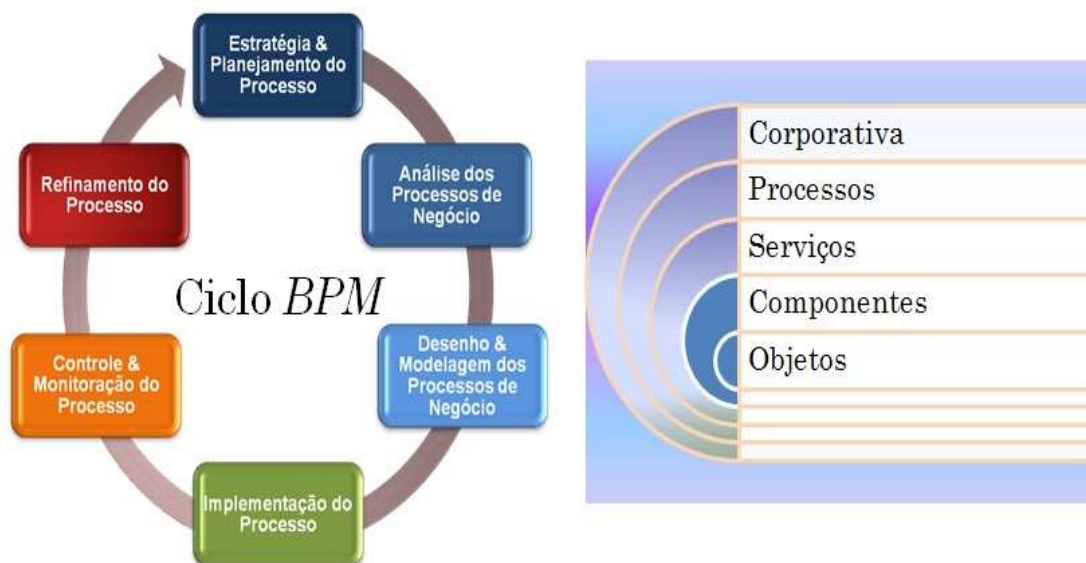 Estratégia &
Planejamento do
Processo
Análise dos
Processos de
Negócio
Desenho &
Modelagem dos
Processos de
Negócio
Implementação do
Processo
Controle &
Monitoração do
Processo
Refinamento do
Processo
Ciclo BPM
Corporativa
Processos
Serviços
Componentes
Objetos